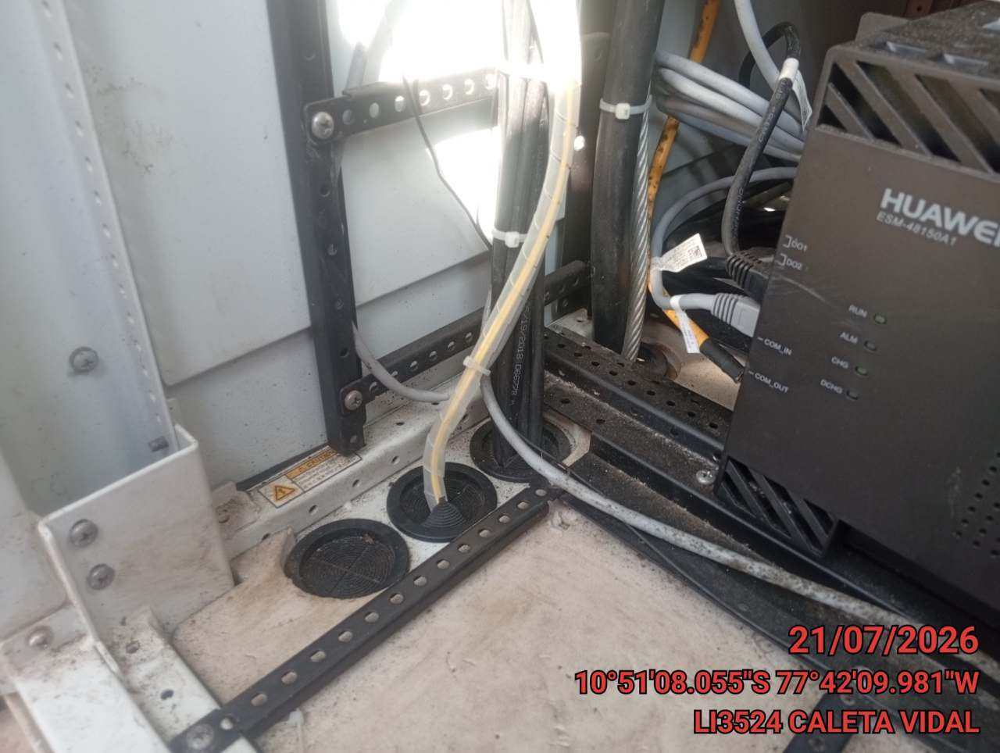 HUAWEI
ESM-48150A1
DO1
DO2
RUN
ALM
COM_IN
CHG
COM_OUT
DCHG
21/07/2026
10°51'08.055"S 77°42'09.981"W
LI3524 CALETA VIDAL